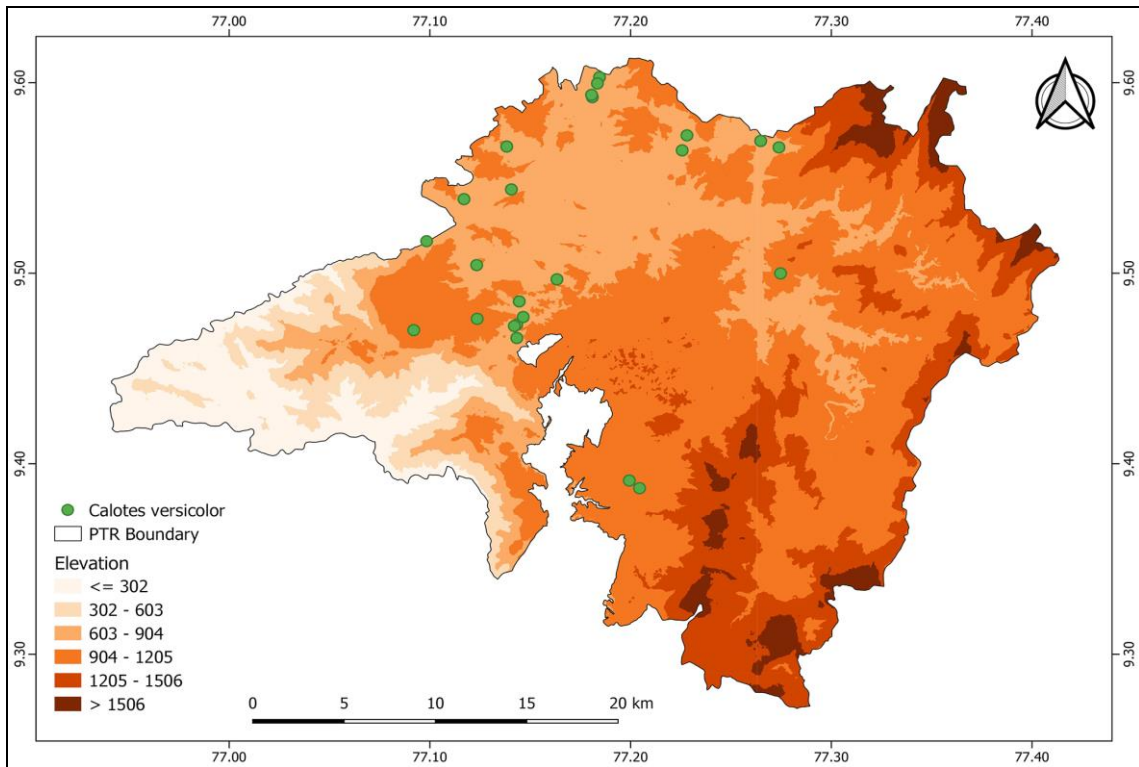 77.00 77.10 77.20 77.30 77.40
9.60 9.60
9.50 9.50
9.40 9.40
Calotes versicolor
PTR Boundary
Elevation
<= 302
302 - 603
603 - 904
904 - 1205
1205 - 1506
> 1506
9.30 9.30
0 5 10 15 20 km
77.00 77.10 77.20 77.30 77.40